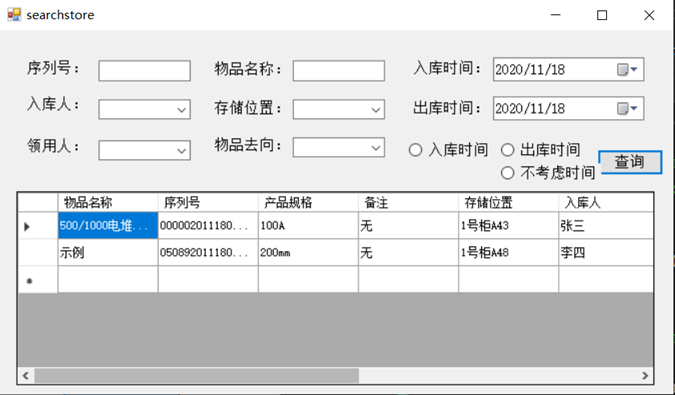 searchstore
序列号： 物品名称： 入库时间： 2020/11/18
入库人： 存储位置： 出库时间： 2020/11/18
领用人： 物品去向： 入库时间 出库时间 查询
不考虑时间
物品名称 序列号 产品规格 备注 存储位置 入库人
500/1000电堆... 000002011180... 100A 无 1号柜A43 张三
示例 050892011180... 200mm 无 1号柜A48 李四